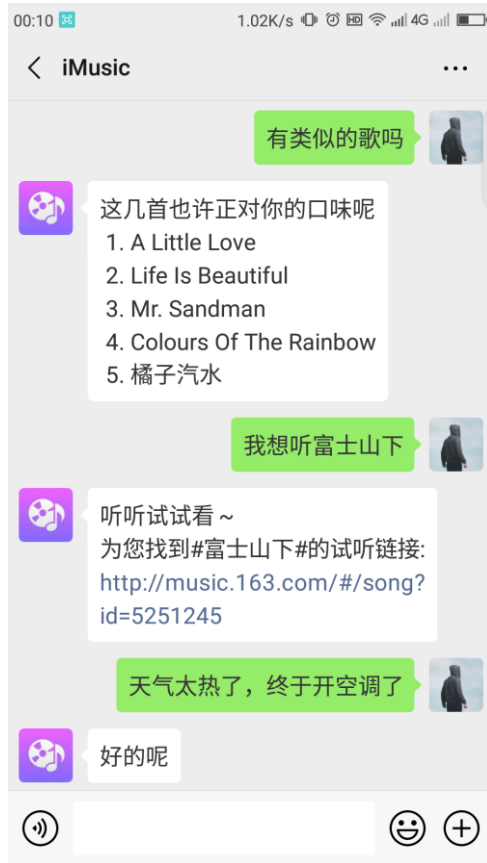 00:10 1.02K/s HD 4G
iMusic
有类似的歌吗
这几首也许正对你的口味呢
1. A Little Love
2. Life Is Beautiful
3. Mr. Sandman
4. Colours Of The Rainbow
5. 橘子汽水
我想听富士山下
听听试试看～
为您找到#富士山下#的试听链接:
http://music.163.com/#/song?
id=5251245
天气太热了，终于开空调了
好的呢